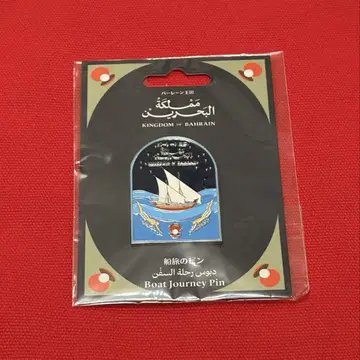 バーレーン王国
مملكة
البحرين
KINGDOM OF BAHRAIN
船旅のピン
دبوس رحلة السفن
Boat Journey Pin